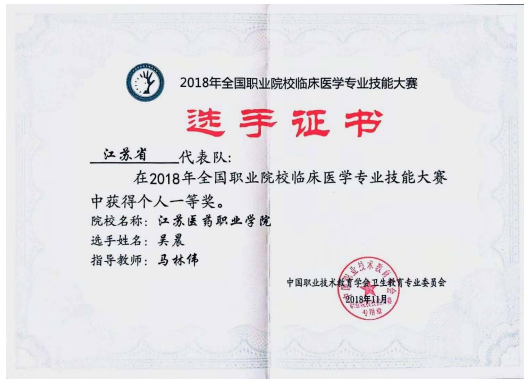 2018年全国职业院校临床医学专业技能大赛
选手证书
江苏省 代表队:
在2018年全国职业院校临床医学专业技能大赛
中获得个人一等奖。
院校名称: 江苏医药职业学院
选手姓名: 吴晨
指导教师: 马林伟
中国职业技术教育学会卫生教育专业委员会
2018年11月